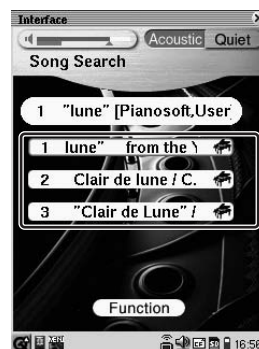 Interface
Acoustic Quiet
Song Search
1 "lune" [Pianosoft,User
1 lune" from the
2 Clair de lune / C.
3 "Clair de Lune" /
Function
MENU 16:56